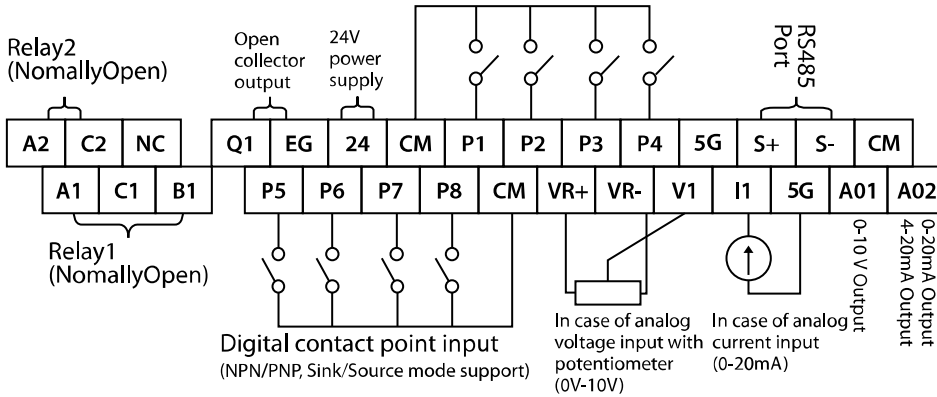 Relay2
(NomallyOpen)
Open
collector
output
24V
power
supply
RS485
Port
A2 C2 NC Q1 EG 24 CM P1 P2 P3 P4 5G S+ S- CM
A1 C1 B1 P5 P6 P7 P8 CM VR+ VR- V1 I1 5G A01 A02
Relay1
(NomallyOpen)
Digital contact point input
(NPN/PNP, Sink/Source mode support)
In case of analog
voltage input with
potentiometer
(0V-10V)
In case of analog
current input
(0-20mA)
0-10 V Output
0-20mA Output
4-20mA Output